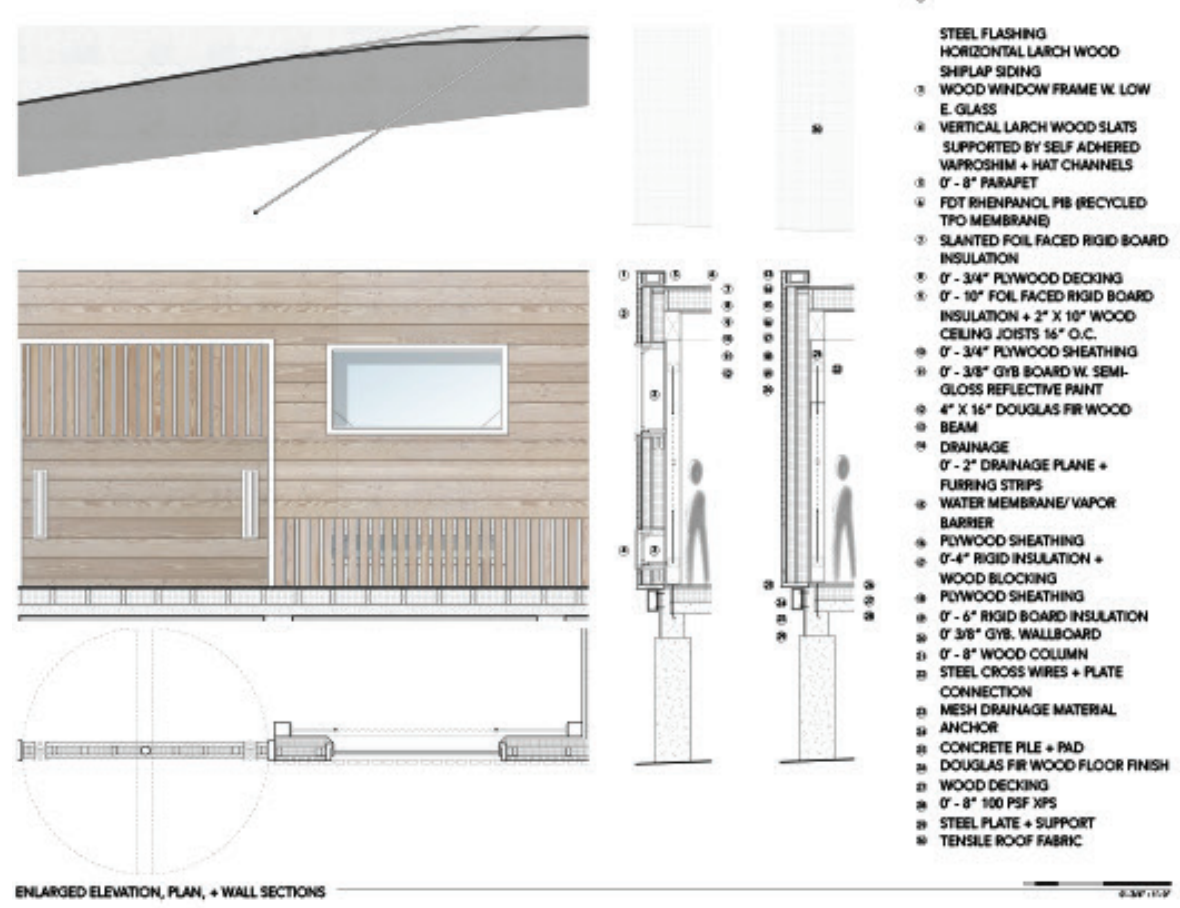 STEEL FLASHING
HORIZONTAL LARCH WOOD
SHIPLAP SIDING
WOOD WINDOW FRAME W. LOW
E. GLASS
VERTICAL LARCH WOOD SLATS
SUPPORTED BY SELF ADHERED
VAPROSHIM + HAT CHANNELS
0' - 8" PARAPET
FDT RHENPANOL PIB (RECYCLED
TPO MEMBRANE)
SLANTED FOIL FACED RIGID BOARD
INSULATION
0' - 3/4" PLYWOOD DECKING
0' - 10" FOIL FACED RIGID BOARD
INSULATION + 2" X 10" WOOD
CEILING JOISTS 16" O.C.
0' - 3/4" PLYWOOD SHEATHING
0' - 3/8" GYB BOARD W. SEMI-
GLOSS REFLECTIVE PAINT
4" X 16" DOUGLAS FIR WOOD
BEAM
DRAINAGE
0' - 2" DRAINAGE PLANE +
FURRING STRIPS
WATER MEMBRANE/ VAPOR
BARRIER
PLYWOOD SHEATHING
0'-4" RIGID INSULATION +
WOOD BLOCKING
PLYWOOD SHEATHING
0' - 6" RIGID BOARD INSULATION
0' 3/8" GYB. WALLBOARD
0' - 8" WOOD COLUMN
STEEL CROSS WIRES + PLATE
CONNECTION
MESH DRAINAGE MATERIAL
ANCHOR
CONCRETE PILE + PAD
DOUGLAS FIR WOOD FLOOR FINISH
WOOD DECKING
0' - 8" 100 PSF XPS
STEEL PLATE + SUPPORT
TENSILE ROOF FABRIC
ENLARGED ELEVATION, PLAN, + WALL SECTIONS